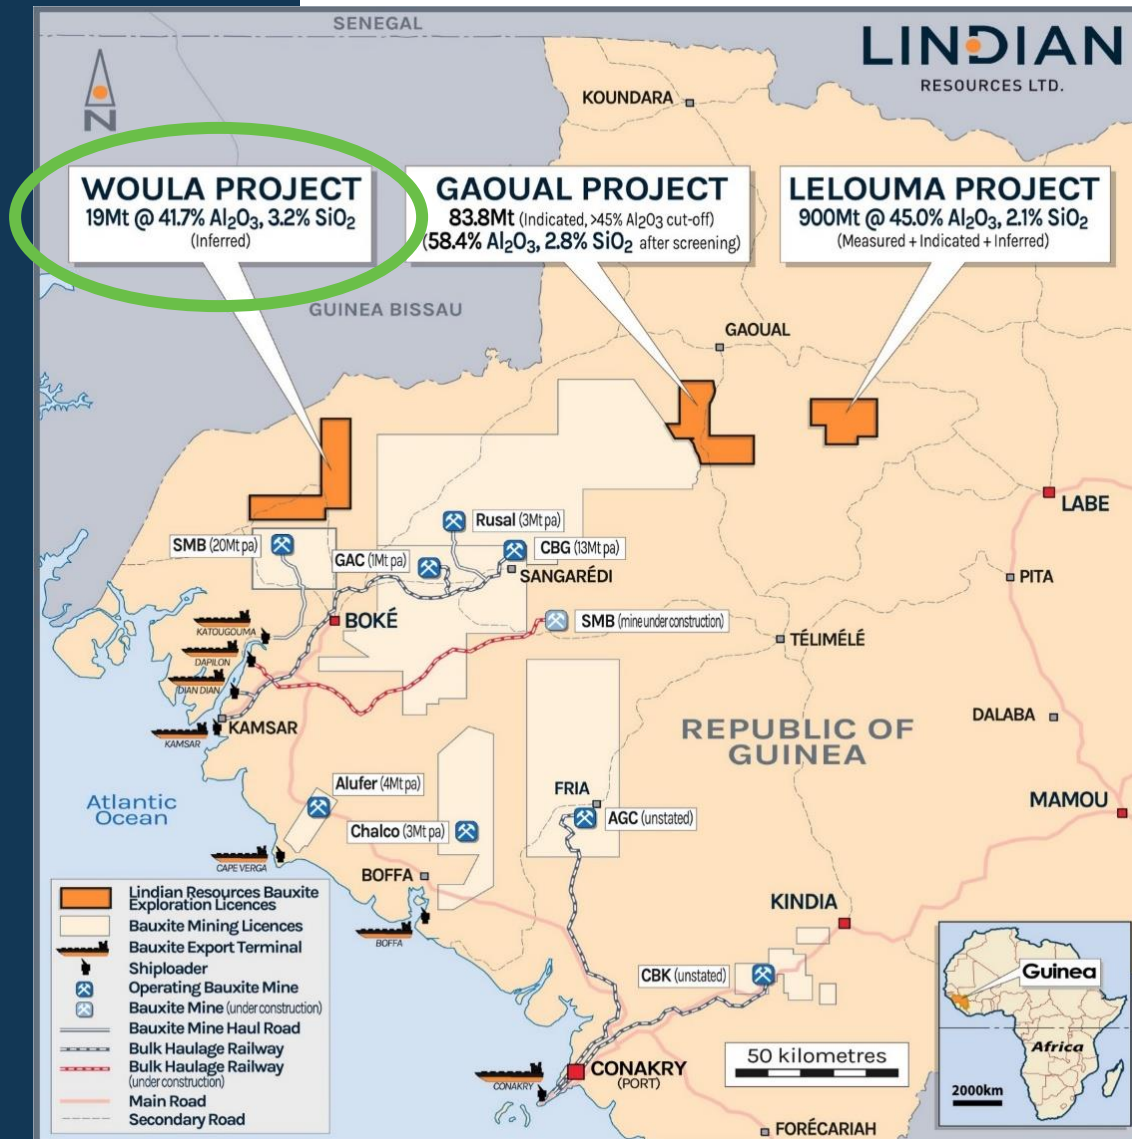 SENEGAL
LINDIAN
RESOURCES LTD.
N
KOUNDARA
WOULA PROJECT
19Mt @ 41.7% Al₂O₃, 3.2% SiO₂
(Inferred)
GAOUAL PROJECT
83.8Mt (Indicated, >45% Al₂O₃ cut-off)
(58.4% Al₂O₃, 2.8% SiO₂ after screening)
LELOUMA PROJECT
900Mt @ 45.0% Al₂O₃, 2.1% SiO₂
(Measured + Indicated + Inferred)
GUINEA BISSAU
GAOUAL
LABE
Rusal (3Mt pa)
SMB (20Mt pa)
GAC (1Mt pa)
CBG (13Mt pa)
SANGARÉDI
PITA
BOKÉ
SMB (mine under construction)
KATOUGOUMA
TÉLIMÉLÉ
DAPILON
DIAN DIAN
KAMSAR
KAMSAR
DALABA
REPUBLIC OF
GUINEA
Atlantic
Ocean
Alufer (4Mt pa)
FRIA
MAMOU
Chalco (3Mt pa)
AGC (unstated)
CAPE VERGA
BOFFA
BOFFA
KINDIA
CBK (unstated)
Lindian Resources Bauxite
Exploration Licences
Bauxite Mining Licences
Bauxite Export Terminal
Shiploader
Operating Bauxite Mine
Bauxite Mine (under construction)
Bauxite Mine Haul Road
Bulk Haulage Railway
Bulk Haulage Railway
(under construction)
Main Road
Secondary Road
CONAKRY
CONAKRY
(PORT)
50 kilometres
FORÉCARIAH
Guinea
Africa
2000km